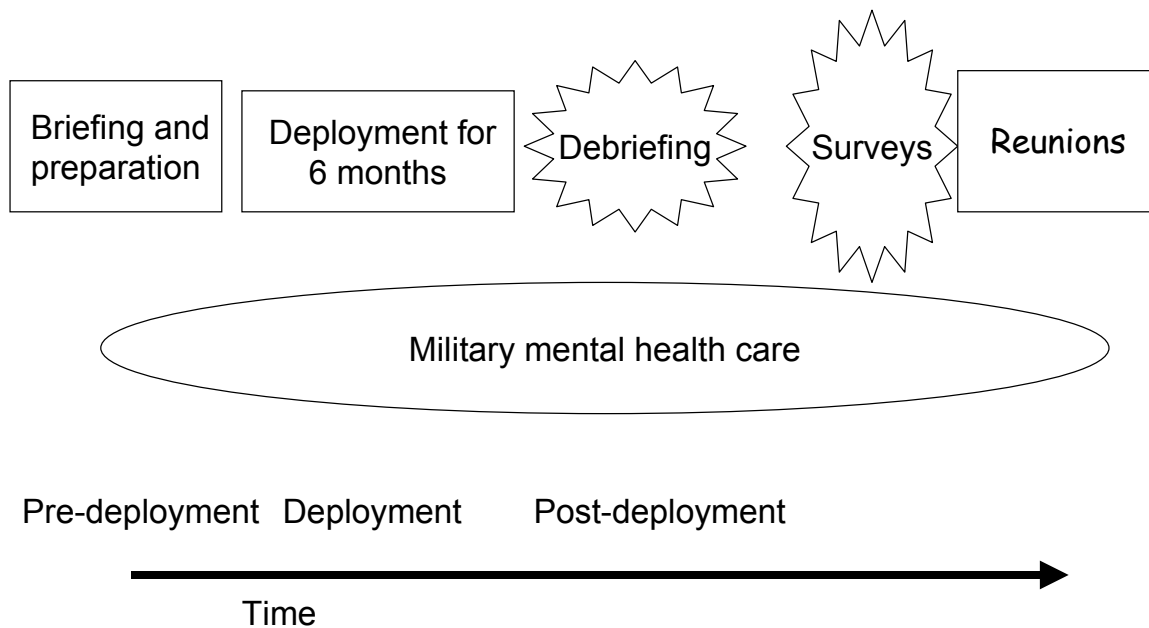 Briefing and
preparation
Deployment for
6 months
Debriefing
Surveys
Reunions
Military mental health care
Pre-deployment
Deployment
Post-deployment
Time